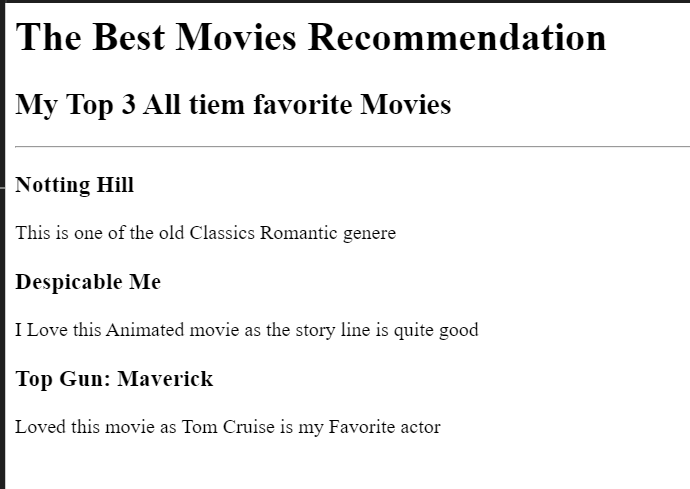 The Best Movies Recommendation
My Top 3 All tiem favorite Movies
Notting Hill
This is one of the old Classics Romantic genere
Despicable Me
I Love this Animated movie as the story line is quite good
Top Gun: Maverick
Loved this movie as Tom Cruise is my Favorite actor